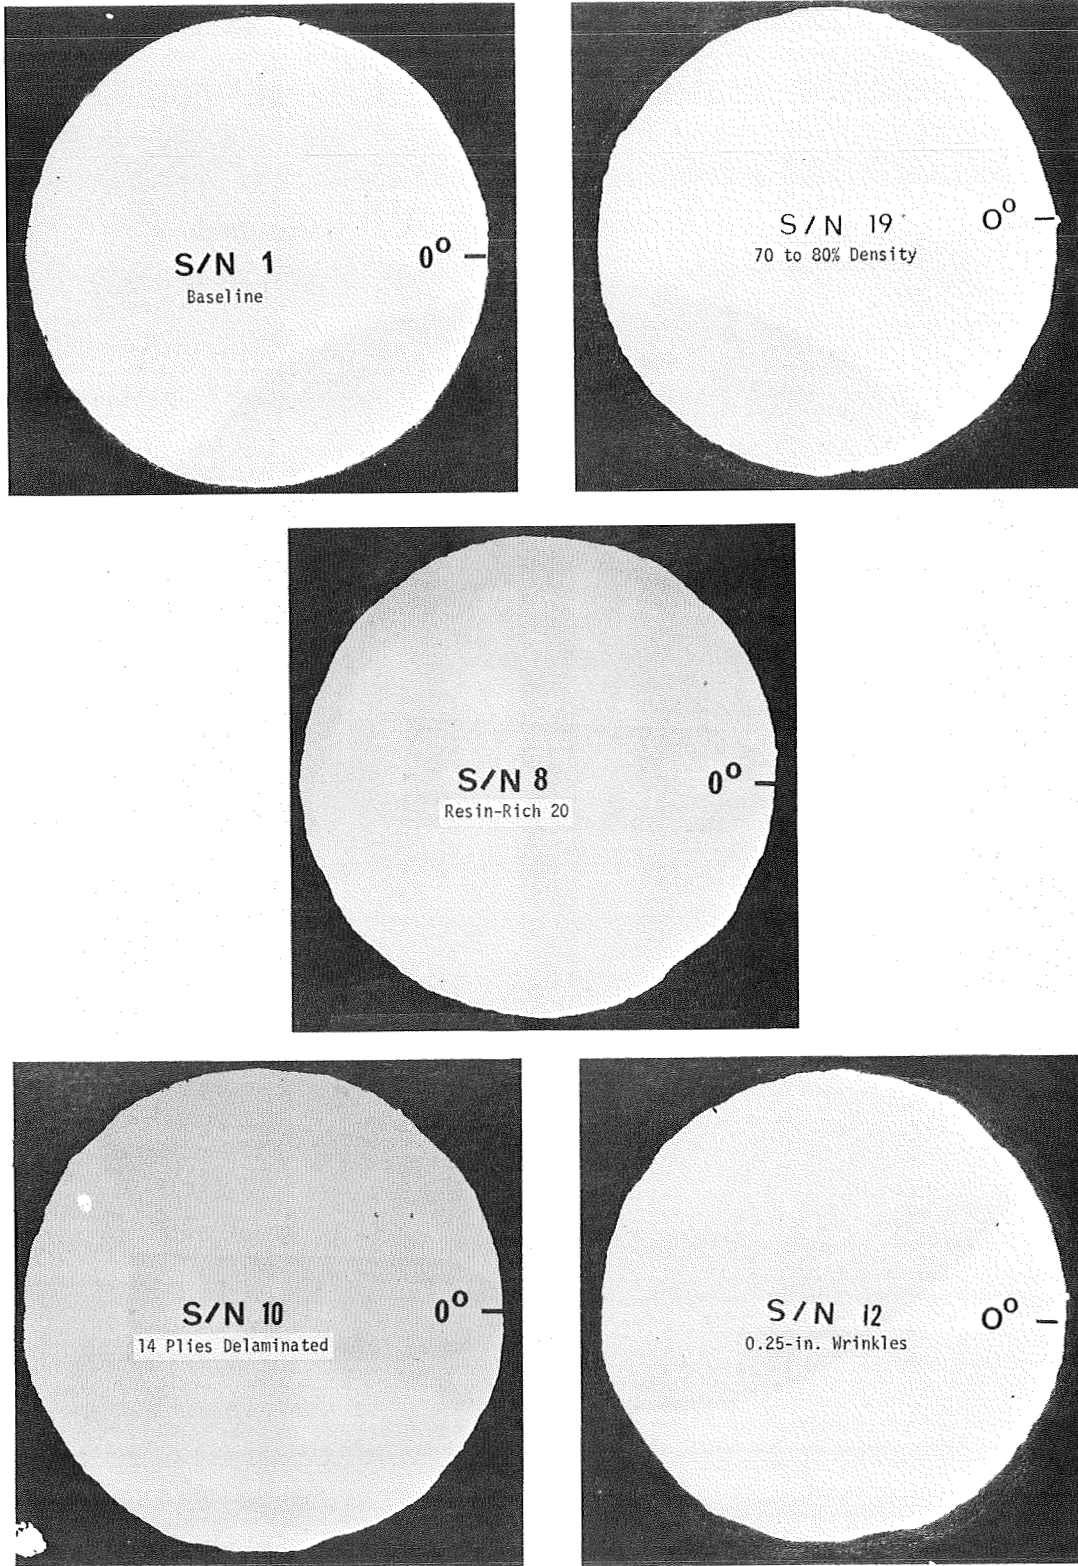 S/N 1
Baseline
0°
S/N 19
70 to 80% Density
0°
S/N 8
Resin-Rich 20
0°
S/N 10
14 Plies Delaminated
0°
S/N 12
0.25-in. Wrinkles
0°